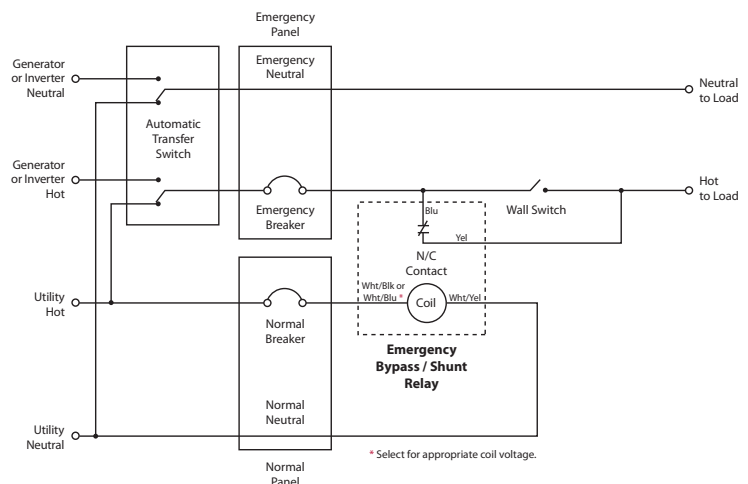 Emergency
Panel
Generator
or Inverter
Neutral
Emergency
Neutral
Neutral
to Load
Automatic
Transfer
Switch
Generator
or Inverter
Hot
Emergency
Breaker
Wall Switch
Hot
to Load
Blu
Yel
N/C
Contact
Utility
Hot
Normal
Breaker
Wht/Blk or
Wht/Blu *
Coil
Wht/Yel
Emergency
Bypass / Shunt
Relay
Normal
Neutral
Utility
Neutral
* Select for appropriate coil voltage.
Normal
Panel